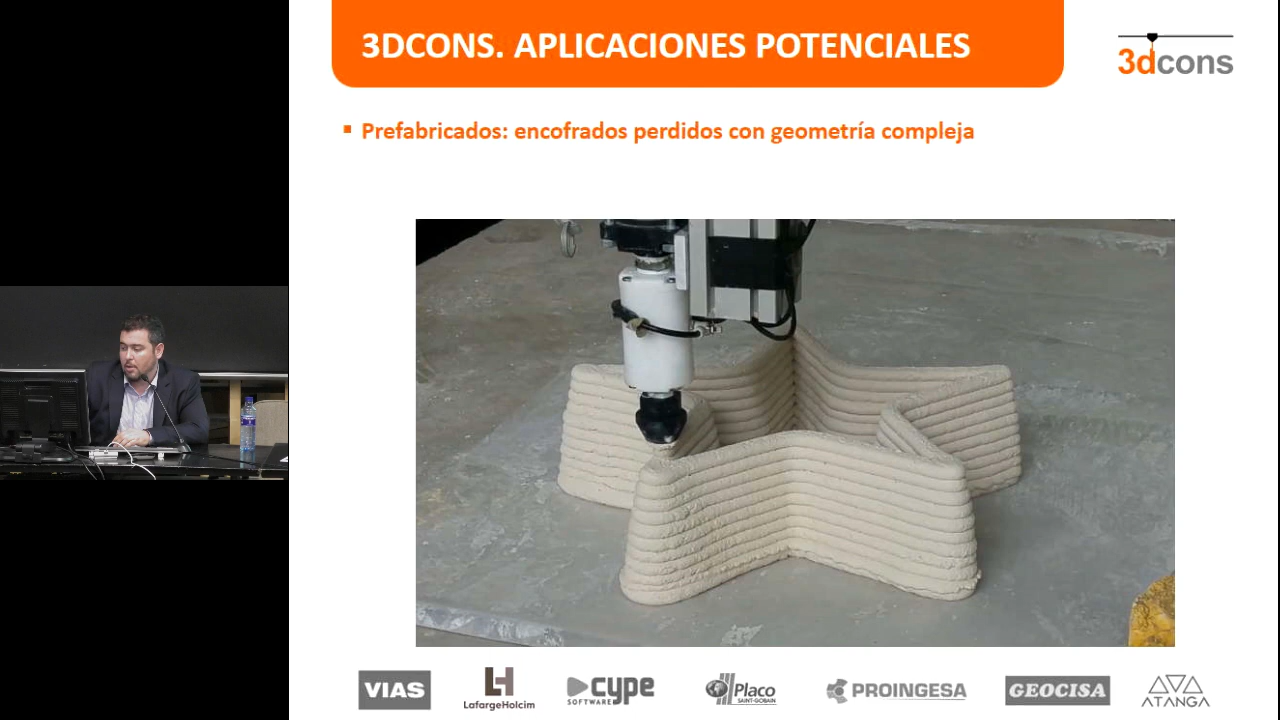 3DCONS. APLICACIONES POTENCIALES
3dcons
▪ Prefabricados: encofrados perdidos con geometría compleja
VIAS
LH
LafargeHolcim
cype
SOFTWARE
Placo
SAINT-GOBAIN
PROINGESA
GEOCISA
ATANGA